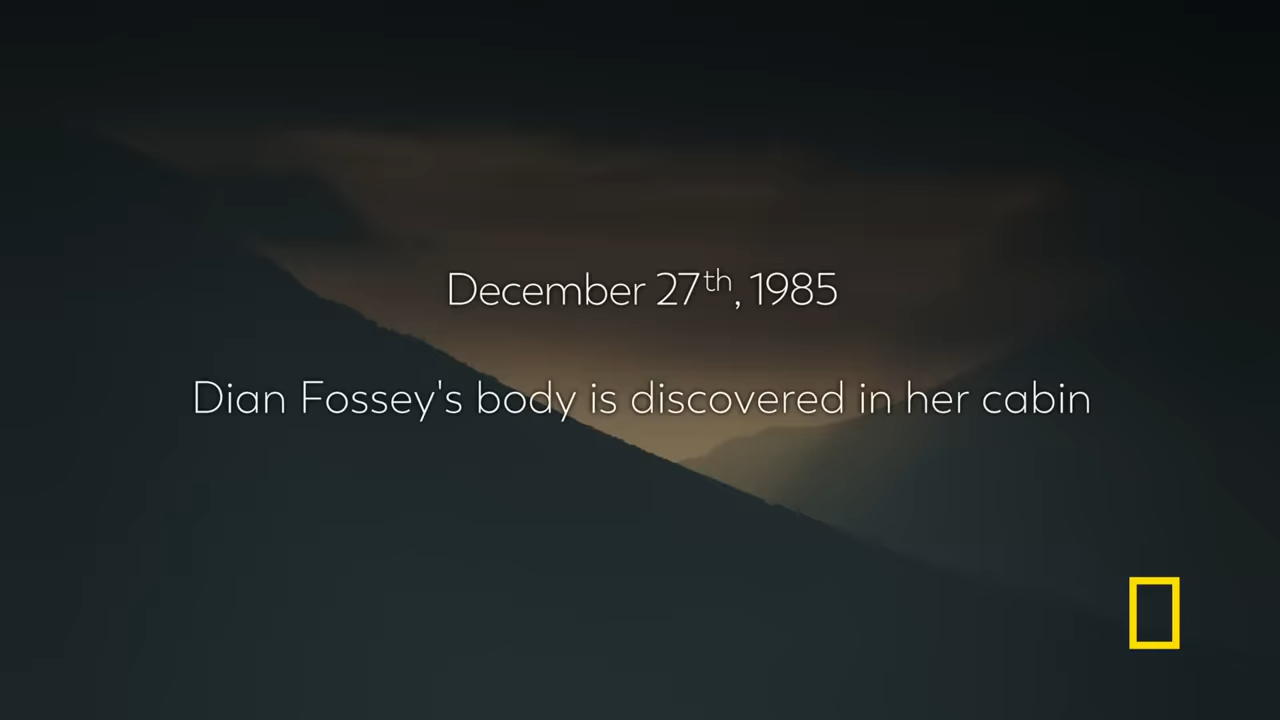 December 27th, 1985
Dian Fossey's body is discovered in her cabin